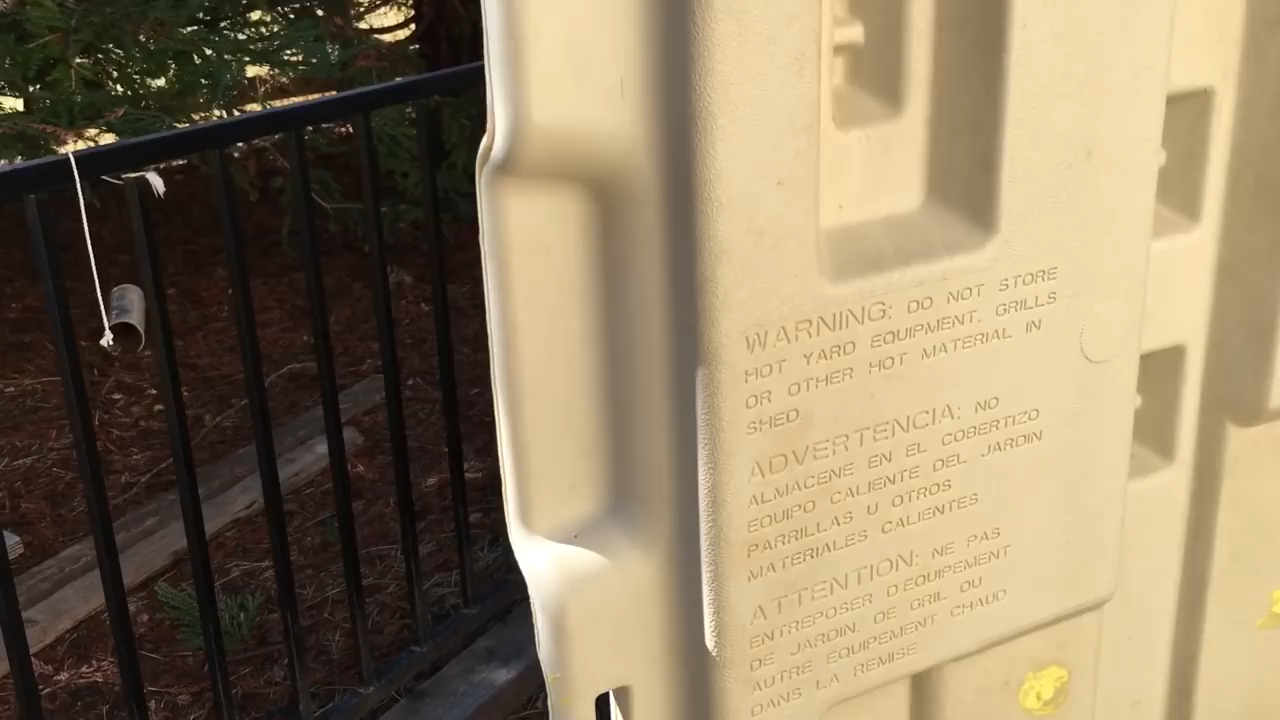 WARNING: DO NOT STORE
HOT YARD EQUIPMENT, GRILLS
OR OTHER HOT MATERIAL IN
SHED.
ADVERTENCIA: NO
ALMACENE EN EL COBERTIZO
EQUIPO CALIENTE DEL JARDIN
PARRILLAS U OTROS
MATERIALES CALIENTES
ATTENTION: NE PAS
ENTREPOSER D'EQUIPEMENT
DE JARDIN, DE GRIL OU
AUTRE EQUIPEMENT CHAUD
DANS LA REMISE